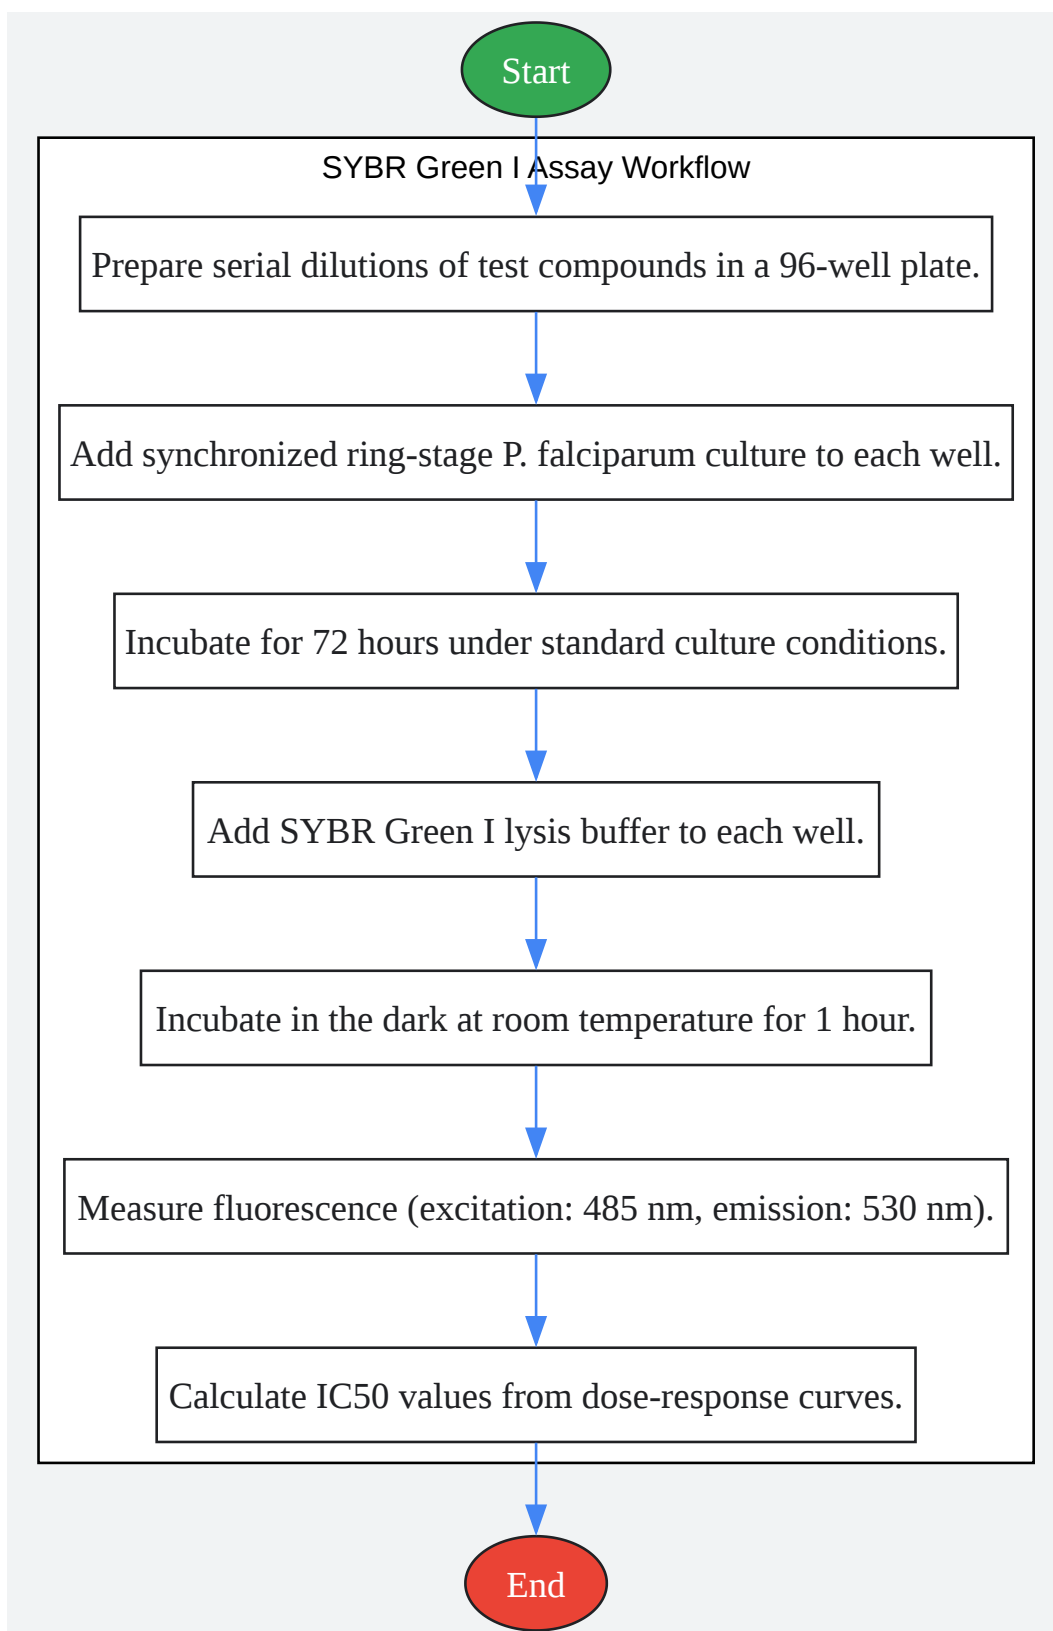 Start
SYBR Green I Assay Workflow
Prepare serial dilutions of test compounds in a 96-well plate.
Add synchronized ring-stage P. falciparum culture to each well.
Incubate for 72 hours under standard culture conditions.
Add SYBR Green I lysis buffer to each well.
Incubate in the dark at room temperature for 1 hour.
Measure fluorescence (excitation: 485 nm, emission: 530 nm).
Calculate IC50 values from dose-response curves.
End